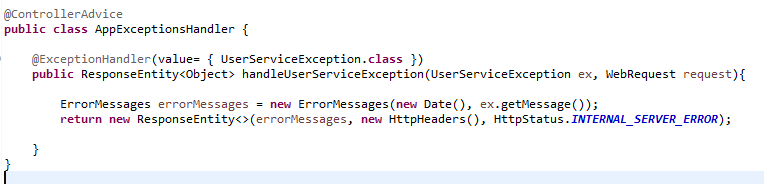 @ControllerAdvice
public class AppExceptionsHandler {
@ExceptionHandler(value= { UserServiceException.class })
public ResponseEntity<Object> handleUserServiceException(UserServiceException ex, WebRequest request){
ErrorMessages errorMessages = new ErrorMessages(new Date(), ex.getMessage());
return new ResponseEntity<>(errorMessages, new HttpHeaders(), HttpStatus.INTERNAL_SERVER_ERROR);
}
}